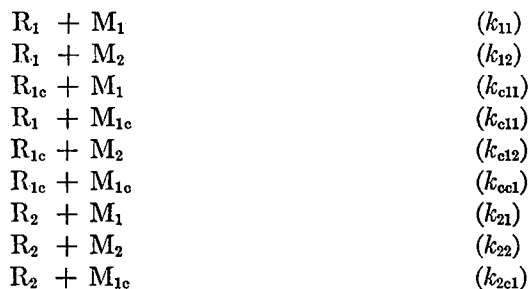 R₁ + M₁ (k₁₁)
R₁ + M₂ (k₁₂)
R₁c + M₁ (kc₁₁)
R₁ + M₁c (kc₁₁)
R₁c + M₂ (kc₁₂)
R₁c + M₁c (kcc₁)
R₂ + M₁ (k₂₁)
R₂ + M₂ (k₂₂)
R₂ + M₁c (k₂c₁)